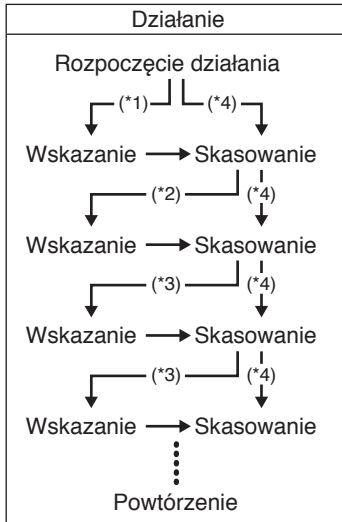 Działanie
Rozpoczęcie działania
(*1) (*4)
Wskazanie Skasowanie
(*2) (*4)
Wskazanie Skasowanie
(*3) (*4)
Wskazanie Skasowanie
(*3) (*4)
Wskazanie Skasowanie
Powtórzenie